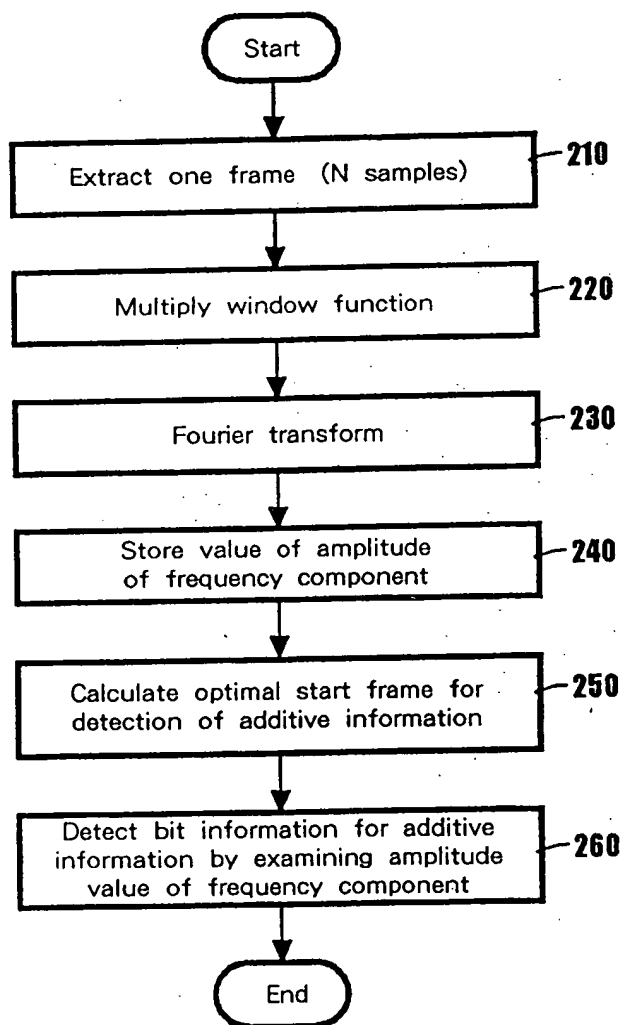 Start
Extract one frame (N samples)
210
Multiply window function
220
Fourier transform
230
Store value of amplitude
of frequency component
240
Calculate optimal start frame for
detection of additive information
250
Detect bit information for additive
information by examining amplitude
value of frequency component
260
End